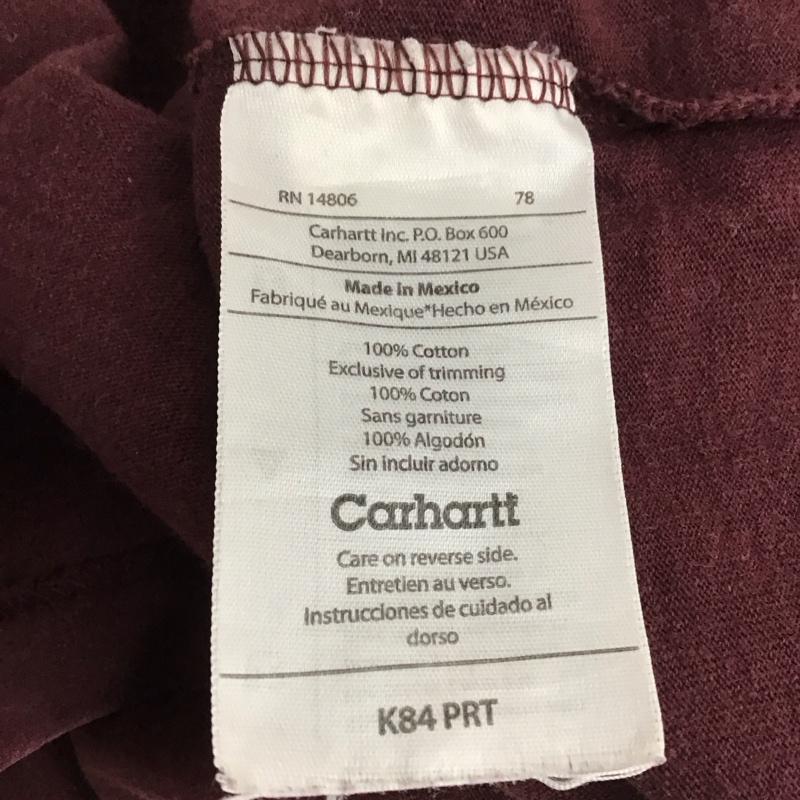 RN 14806 78
Carhartt Inc. P.O. Box 600
Dearborn, MI 48121 USA
Made in Mexico
Fabriqué au Mexique*Hecho en México
100% Cotton
Exclusive of trimming
100% Coton
Sans garniture
100% Algodón
Sin incluir adorno
Carhartt
Care on reverse side.
Entretien au verso.
Instrucciones de cuidado al
dorso
K84 PRT